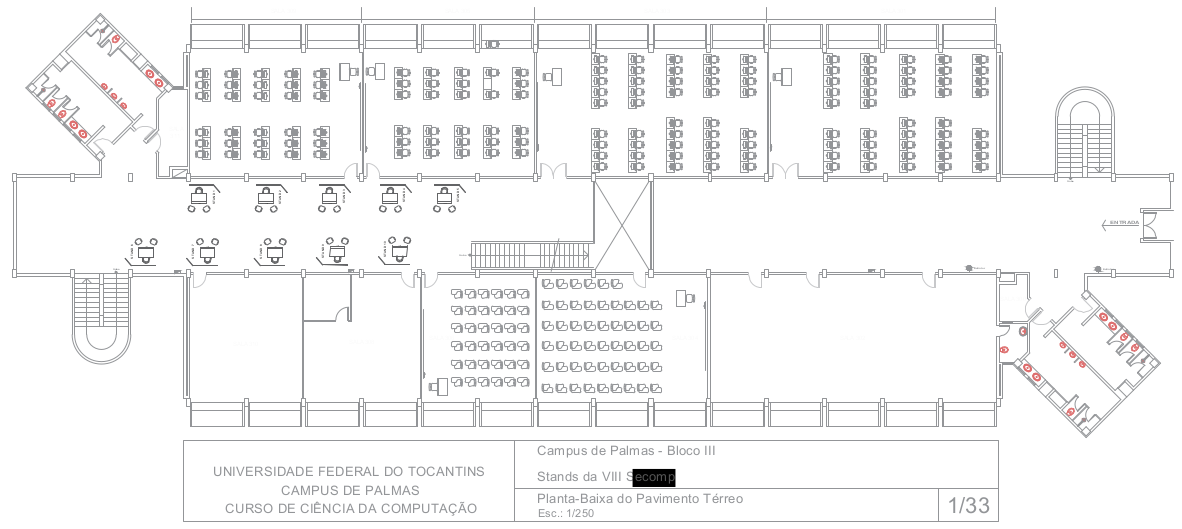 ENTRADA
UNIVERSIDADE FEDERAL DO TOCANTINS
CAMPUS DE PALMAS
CURSO DE CIÊNCIA DA COMPUTAÇÃO
Campus de Palmas - Bloco III
Stands da VIII Secomp
Planta-Baixa do Pavimento Térreo
Esc.: 1/250
1/33